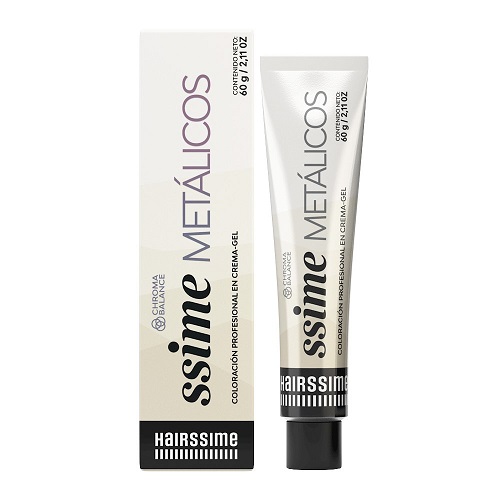 CONTENIDO NETO:
60 g / 2,11 OZ
ssime METÁLICOS
CHROMA
BALANCE
COLORACIÓN PROFESIONAL EN CREMA-GEL
HAIRSSIME
CONTENIDO NETO:
60 g / 2,11 OZ
ssime METÁLICOS
CHROMA
BALANCE
COLORACIÓN PROFESIONAL EN CREMA-GEL
HAIRSSIME